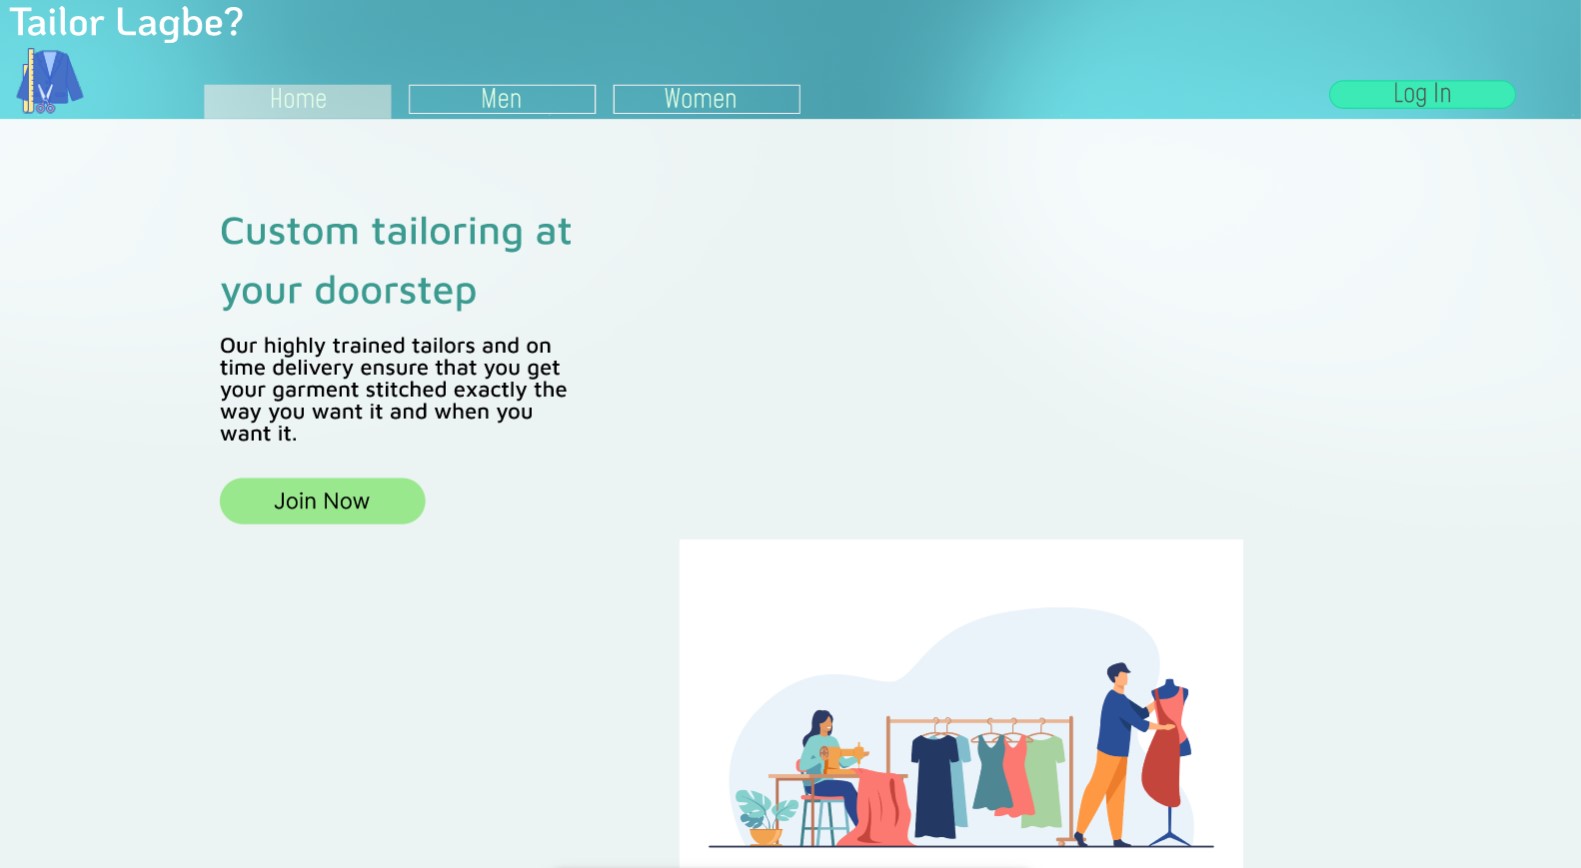 Tailor Lagbe?
Home
Men
Women
Log In
Custom tailoring at
your doorstep
Our highly trained tailors and on
time delivery ensure that you get
your garment stitched exactly the
way you want it and when you
want it.
Join Now